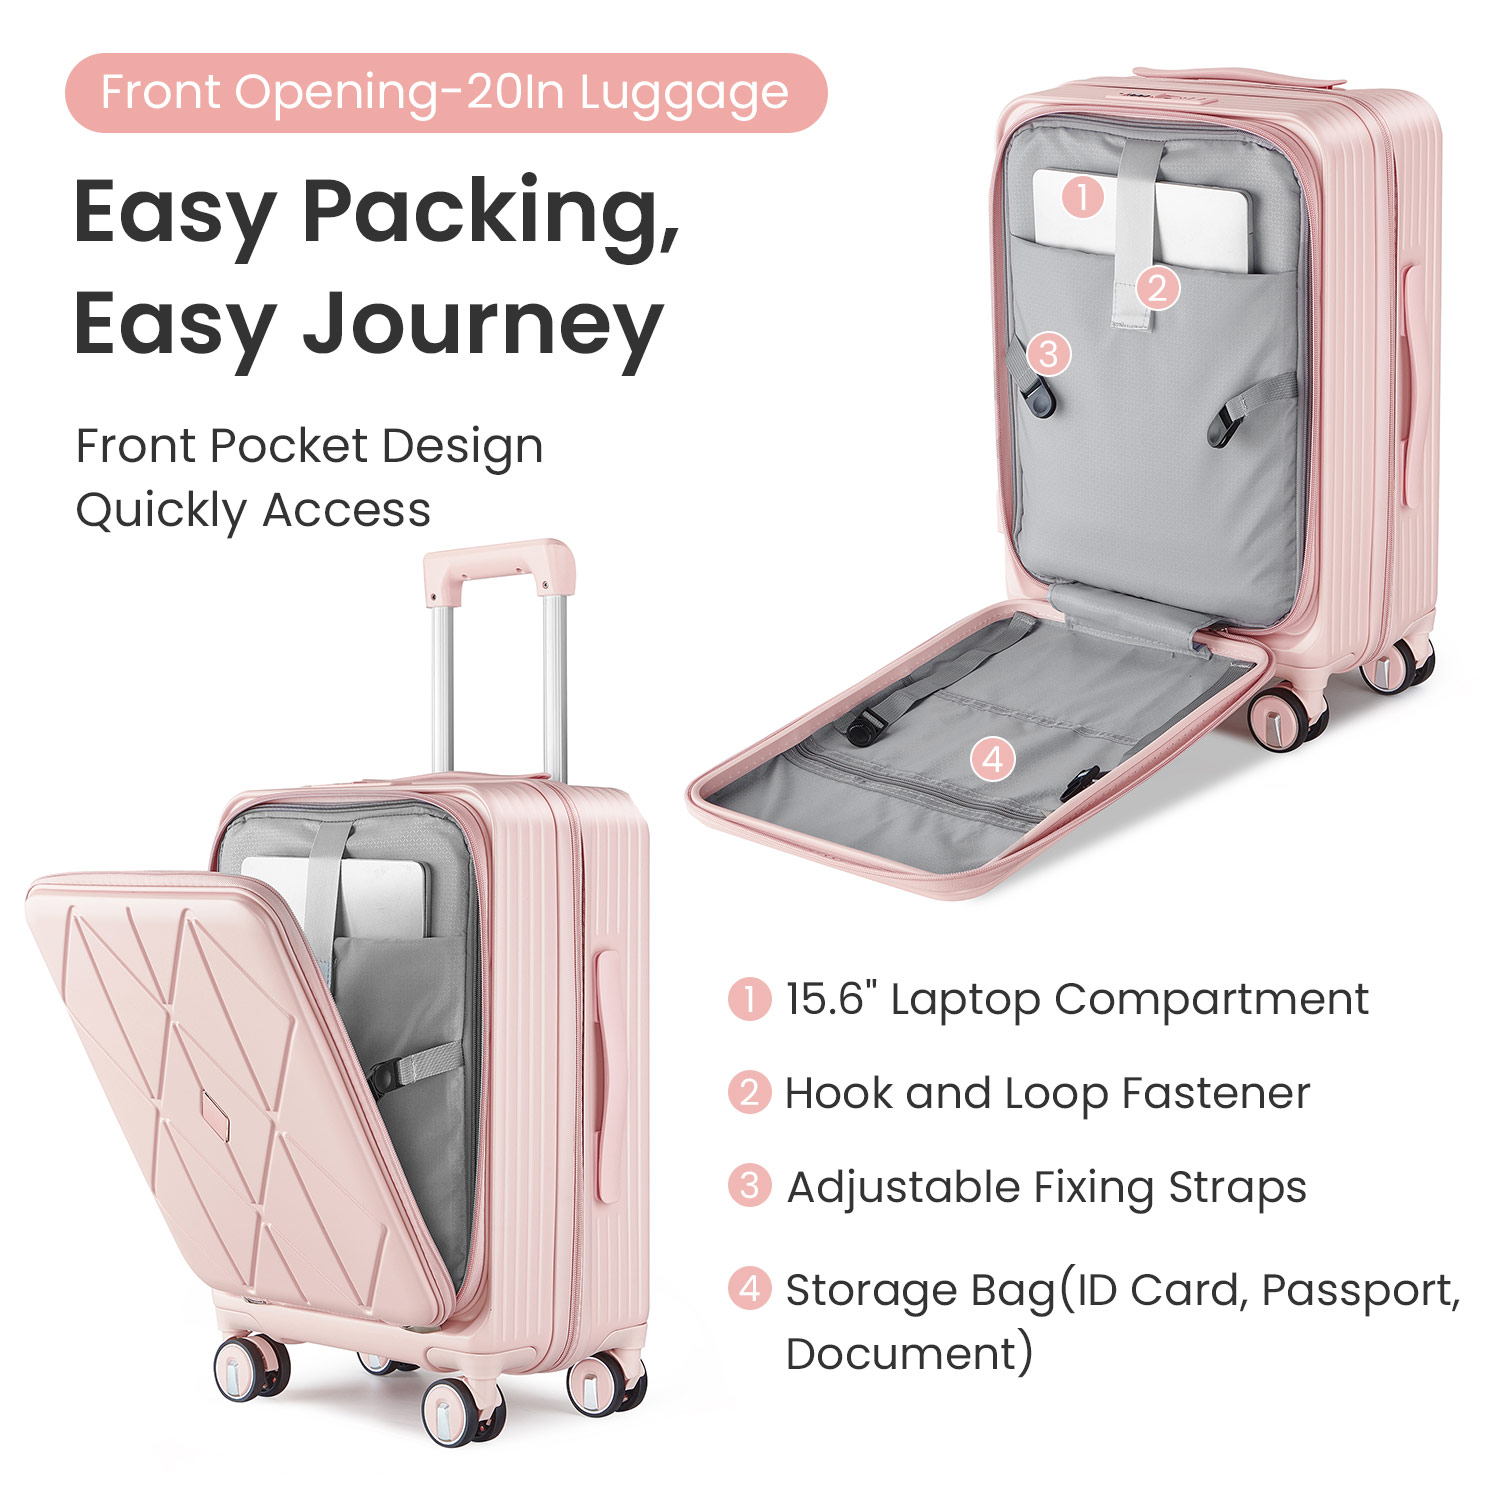 Front Opening-20In Luggage
Easy Packing,
Easy Journey
Front Pocket Design
Quickly Access
1
2
3
4
1 15.6" Laptop Compartment
2 Hook and Loop Fastener
3 Adjustable Fixing Straps
4 Storage Bag(ID Card, Passport,
Document)